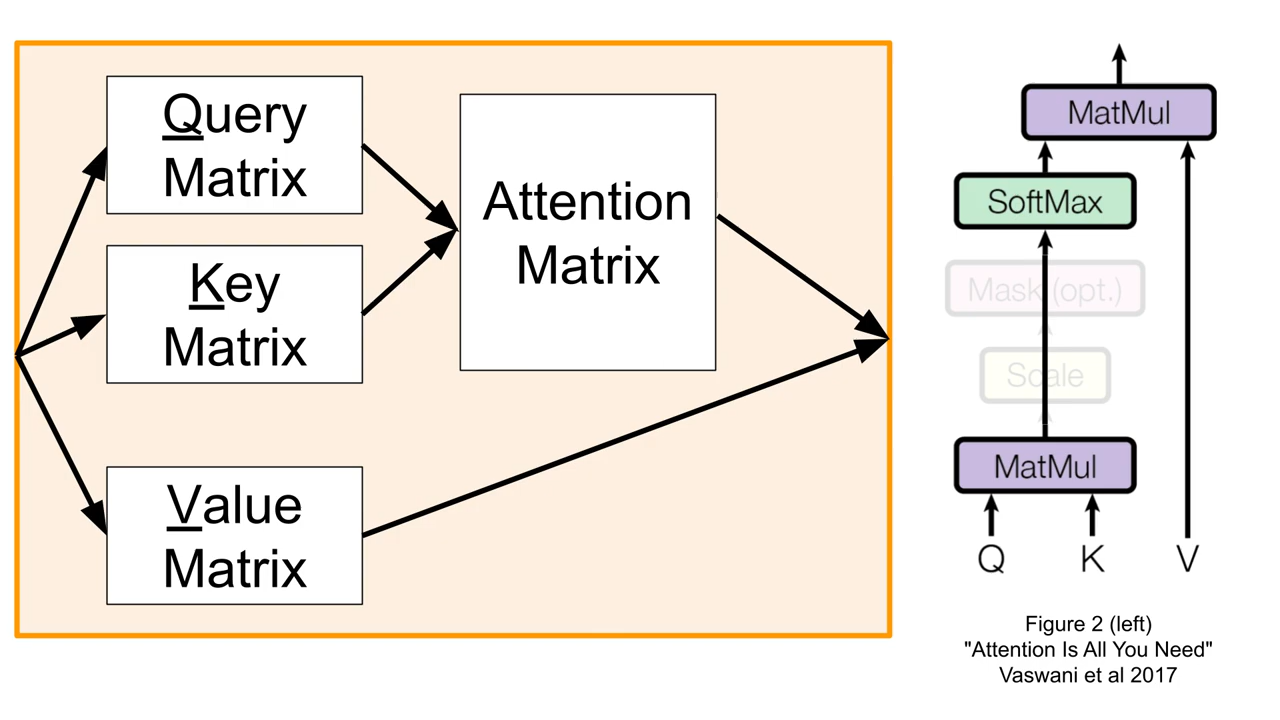 Query
Matrix
Key
Matrix
Value
Matrix
Attention
Matrix
MatMul
SoftMax
Mask (opt.)
Scale
MatMul
Q K V
Figure 2 (left)
"Attention Is All You Need"
Vaswani et al 2017